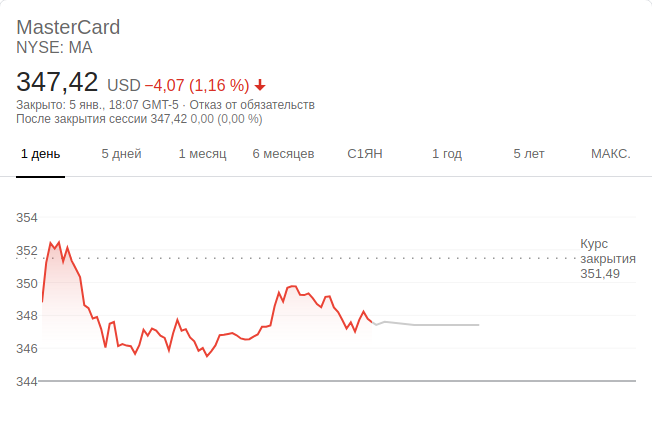 MasterCard
NYSE: MA
347,42 USD −4,07 (1,16 %)
Закрыто: 5 янв., 18:07 GMT-5 · Отказ от обязательств
После закрытия сессии 347,42 0,00 (0,00 %)
1 день 5 дней 1 месяц 6 месяцев С1ЯН 1 год 5 лет МАКС.
354
352
350
348
346
344
Курс
закрытия
351,49